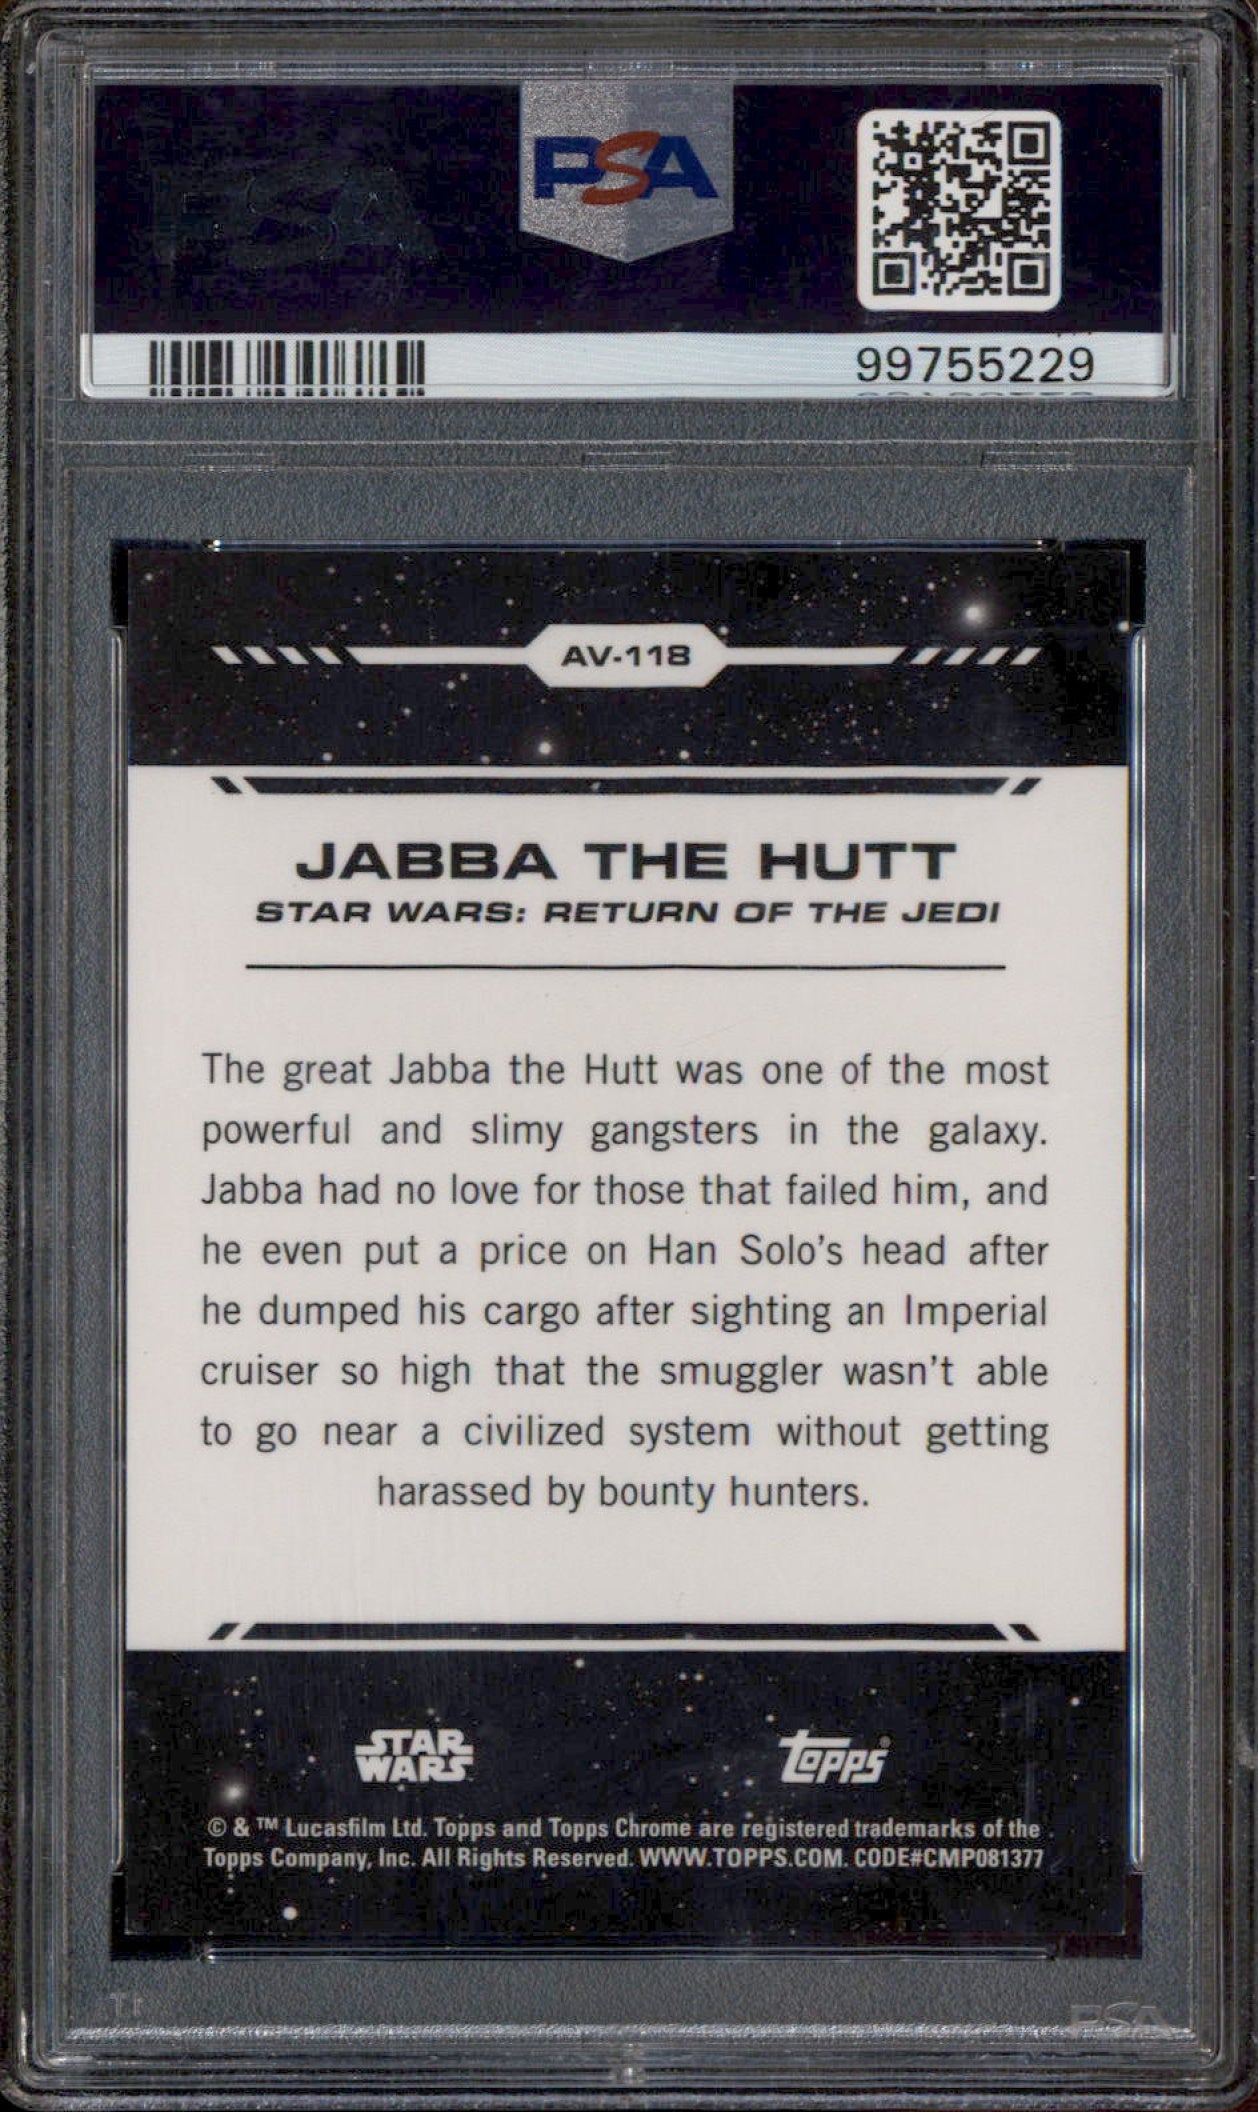 PSA
99755229
AV-118
JABBA THE HUTT
STAR WARS: RETURN OF THE JEDI
The great Jabba the Hutt was one of the most
powerful and slimy gangsters in the galaxy.
Jabba had no love for those that failed him, and
he even put a price on Han Solo's head after
he dumped his cargo after sighting an Imperial
cruiser so high that the smuggler wasn't able
to go near a civilized system without getting
harassed by bounty hunters.
STAR
WARS
topps
© & ™ Lucasfilm Ltd. Topps and Topps Chrome are registered trademarks of the
Topps Company, Inc. All Rights Reserved. WWW.TOPPS.COM. CODE#CMP081377
PSA